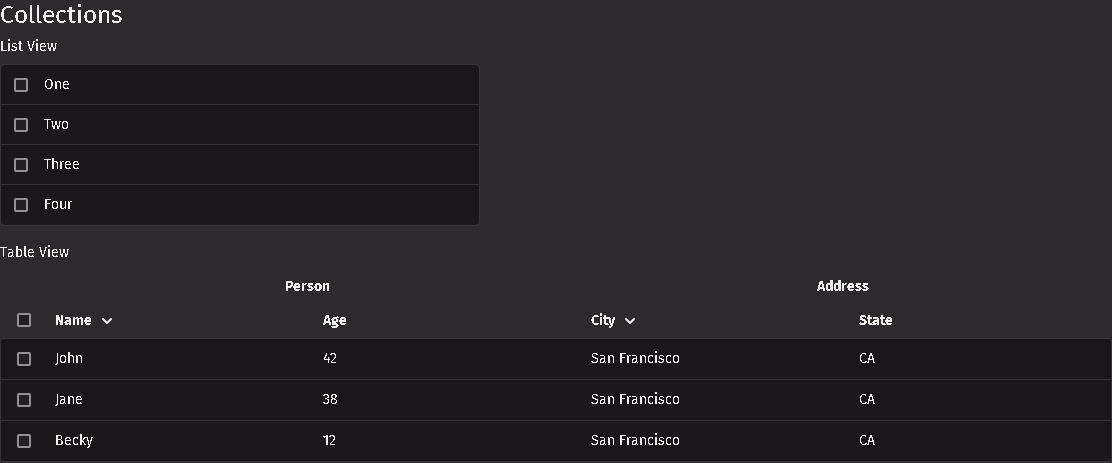 Collections
List View
One
Two
Three
Four
Table View
Person Address
Name Age City State
John 42 San Francisco CA
Jane 38 San Francisco CA
Becky 12 San Francisco CA